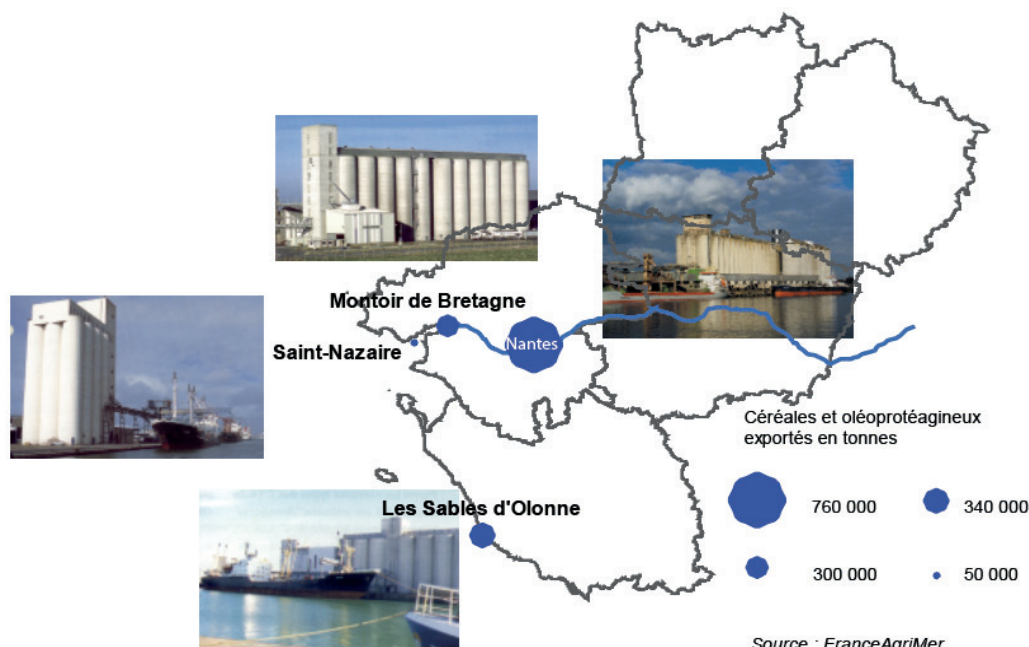 Montoir de Bretagne
Saint-Nazaire
Nantes
Les Sables d'Olonne
Céréales et oléoprotéagineux
exportés en tonnes
760 000
340 000
300 000
50 000
Source : FranceAgriMer